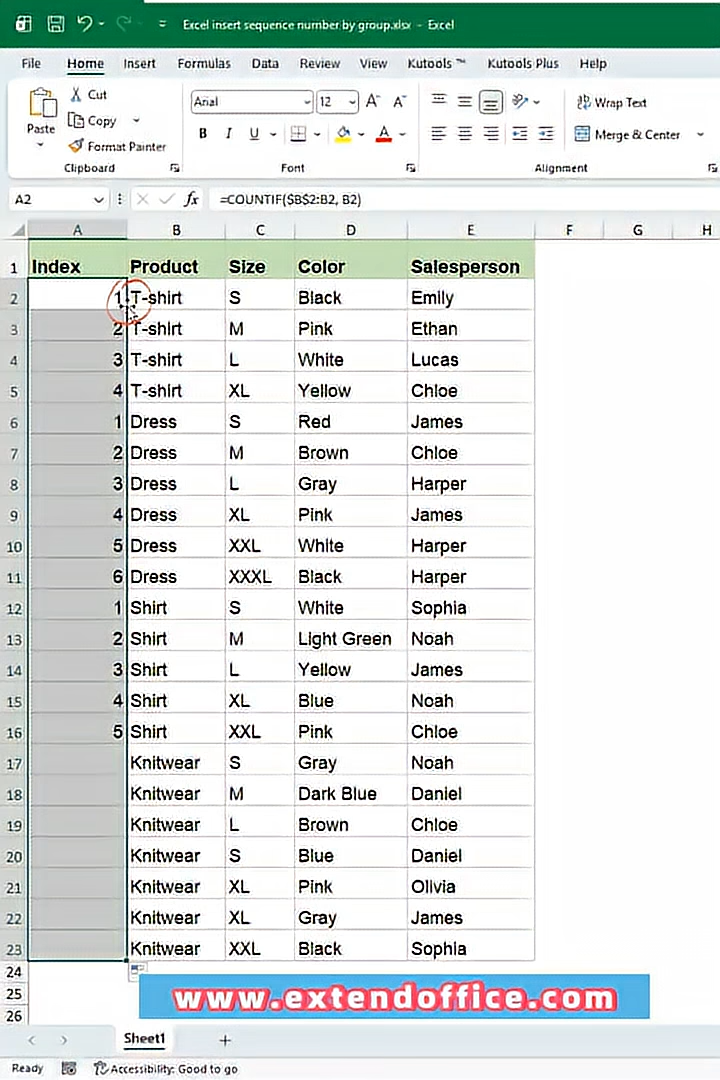 Excel insert sequence number by group.xlsx - Excel
File Home Insert Formulas Data Review View Kutools ™ Kutools Plus Help
Paste
Cut
Copy
Format Painter
Clipboard
Arial 12 A A
B I U A
Font
Wrap Text
Merge & Center
Alignment
A2 fx =COUNTIF($B$2:B2, B2)
A B C D E F G H
1 Index Product Size Color Salesperson
2 1 T-shirt S Black Emily
3 2 T-shirt M Pink Ethan
4 3 T-shirt L White Lucas
5 4 T-shirt XL Yellow Chloe
6 1 Dress S Red James
7 2 Dress M Brown Chloe
8 3 Dress L Gray Harper
9 4 Dress XL Pink James
10 5 Dress XXL White Harper
11 6 Dress XXXL Black Harper
12 1 Shirt S White Sophia
13 2 Shirt M Light Green Noah
14 3 Shirt L Yellow James
15 4 Shirt XL Blue Noah
16 5 Shirt XXL Pink Chloe
17 Knitwear S Gray Noah
18 Knitwear M Dark Blue Daniel
19 Knitwear L Brown Chloe
20 Knitwear S Blue Daniel
21 Knitwear XL Pink Olivia
22 Knitwear XL Gray James
23 Knitwear XXL Black Sophia
24
25
26
www.extendoffice.com
Sheet1
Ready Accessibility: Good to go